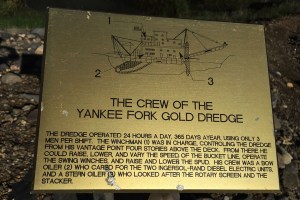 1
2
3
THE CREW OF THE
YANKEE FORK GOLD DREDGE
THE DREDGE OPERATED 24 HOURS A DAY, 365 DAYS A YEAR, USING ONLY 3
MEN PER SHIFT. THE WINCHMAN (1) WAS IN CHARGE, CONTROLING THE DREDGE
FROM HIS VANTAGE POINT FOUR STORIES ABOVE THE DECK. FROM THERE HE
COULD RAISE, LOWER, AND VARY THE SPEED OF THE BUCKET LINE, OPERATE
THE SWING WINCHES, AND RAISE AND LOWER THE SPUD. HIS CREW WAS A BOW
OILER (2) WHO CARED FOR THE TWO INGERSOL-RAND DIESEL ELECTRIC UNITS,
AND A STERN OILER (3) WHO LOOKED AFTER THE ROTARY SCREEN AND THE
STACKER.